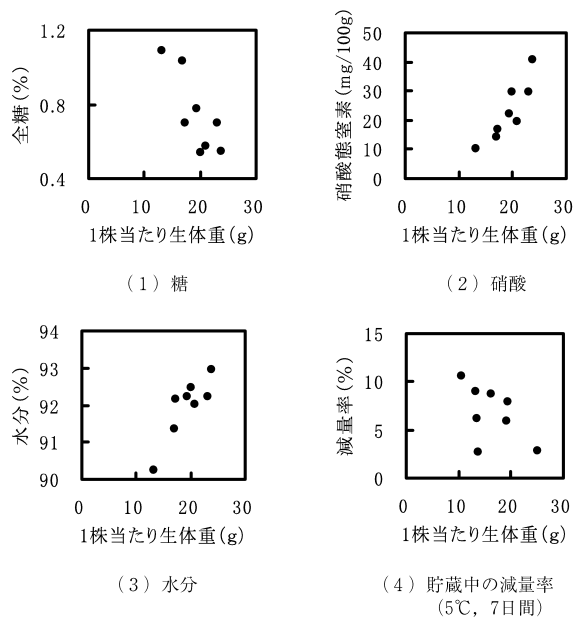 1.2
0.8
0.4
全糖(%)
0 10 20 30
1株当たり生体重(g)
(1)糖
50
40
30
20
10
0
硝酸態窒素(mg/100g)
0 10 20 30
1株当たり生体重(g)
(2)硝酸
94
93
92
91
90
水分(%)
0 10 20 30
1株当たり生体重(g)
(3)水分
15
10
5
0
減量率(%)
0 10 20 30
1株当たり生体重(g)
(4)貯蔵中の減量率
(5℃, 7日間)